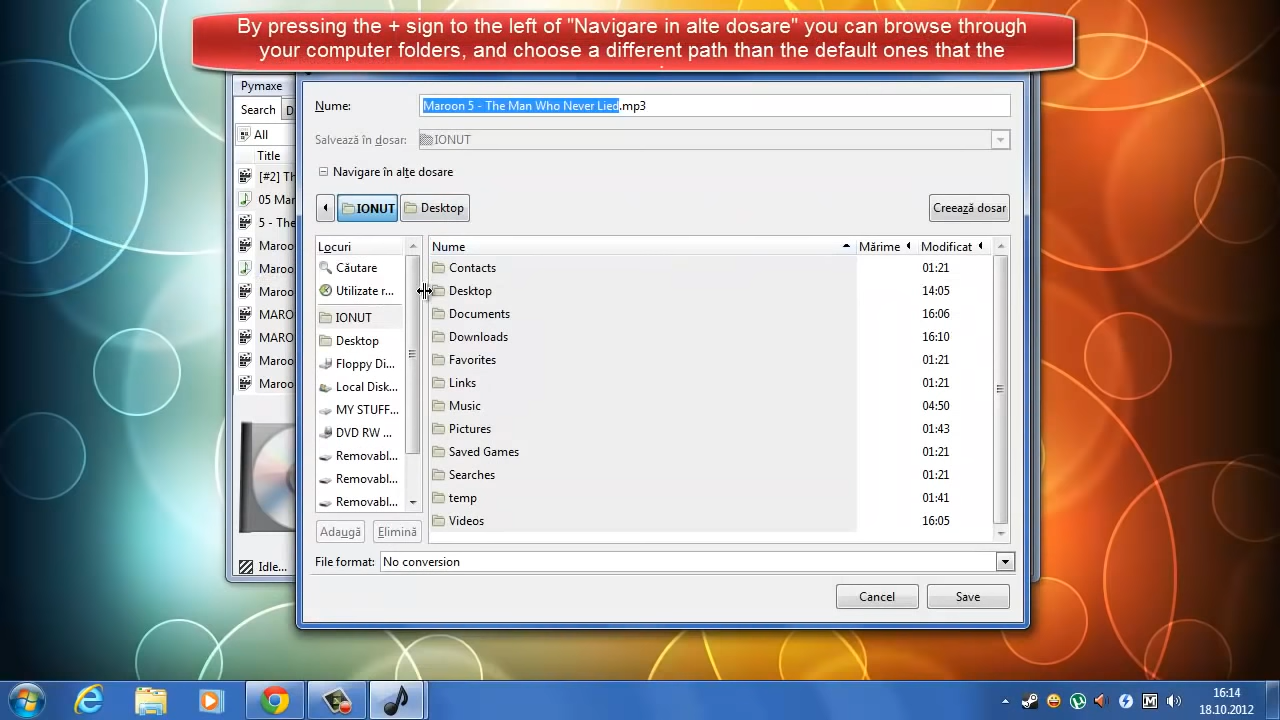 By pressing the + sign to the left of "Navigare in alte dosare" you can browse through
your computer folders, and choose a different path than the default ones that the
Pymaxe
Search
All
Title
[#2] Th
05 Mar
5 - The
Maroo
Maroo
Maroo
MARO
MARO
Maroo
Maroo
Idle...
Nume:
Maroon 5 - The Man Who Never Lied.mp3
Salvează în dosar:
IONUT
Navigare în alte dosare
IONUT
Desktop
Creează dosar
Locuri
Căutare
Utilizate r...
IONUT
Desktop
Floppy Di...
Local Disk...
MY STUFF...
DVD RW ...
Removabl...
Removabl...
Removabl...
Adaugă
Elimină
Nume Mărime Modificat
Contacts 01:21
Desktop 14:05
Documents 16:06
Downloads 16:10
Favorites 01:21
Links 01:21
Music 04:50
Pictures 01:43
Saved Games 01:21
Searches 01:21
temp 01:41
Videos 16:05
File format: No conversion
Cancel
Save
16:14
18.10.2012